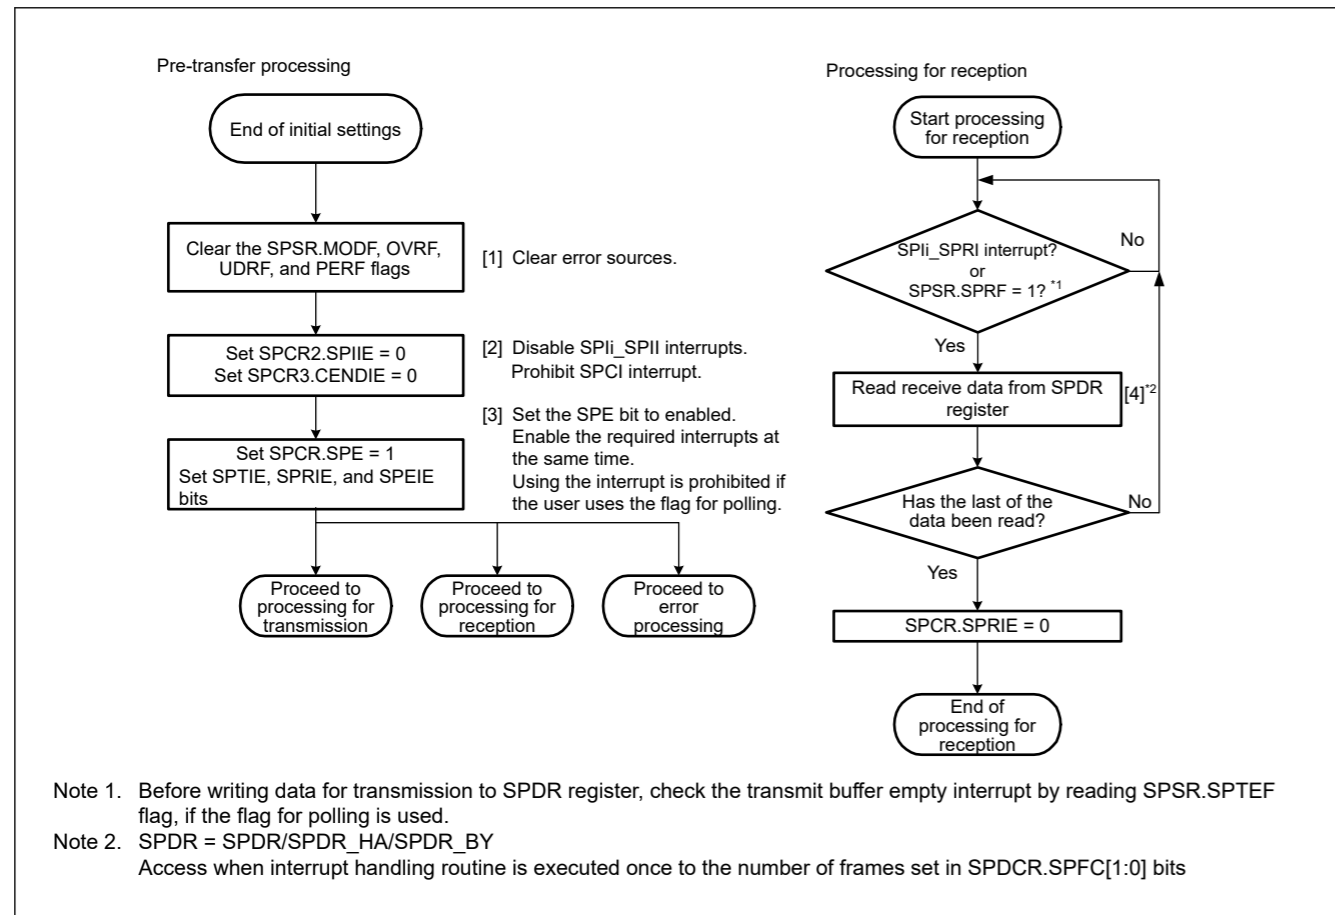 Pre-transfer processing
End of initial settings
Clear the SPSR.MODF, OVRF,
UDRF, and PERF flags
[1] Clear error sources.
Set SPCR2.SPIIE = 0
Set SPCR3.CENDIE = 0
[2] Disable SPIi_SPII interrupts.
Prohibit SPCI interrupt.
Set SPCR.SPE = 1
Set SPTIE, SPRIE, and SPEIE
bits
[3] Set the SPE bit to enabled.
Enable the required interrupts at
the same time.
Using the interrupt is prohibited if
the user uses the flag for polling.
Proceed to
processing for
transmission
Proceed to
processing for
reception
Proceed to
error
processing
Processing for reception
Start processing
for reception
SPIi_SPRI interrupt?
or
SPSR.SPRF = 1? *1
No
Yes
Read receive data from SPDR
register
[4]*2
Has the last of the
data been read?
No
Yes
SPCR.SPRIE = 0
End of
processing for
reception
Note 1. Before writing data for transmission to SPDR register, check the transmit buffer empty interrupt by reading SPSR.SPTEF
flag, if the flag for polling is used.
Note 2. SPDR = SPDR/SPDR_HA/SPDR_BY
Access when interrupt handling routine is executed once to the number of frames set in SPDCR.SPFC[1:0] bits